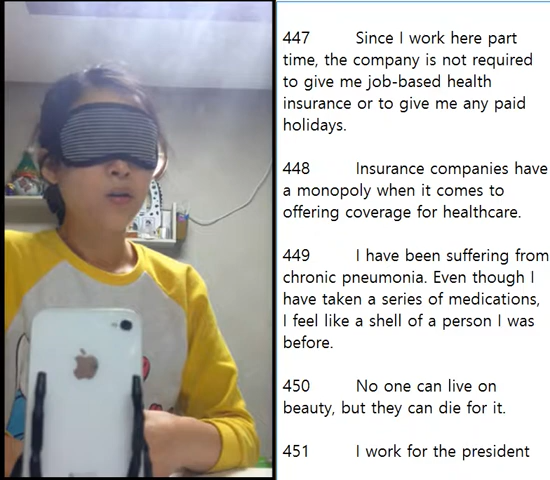 447 Since I work here part
time, the company is not required
to give me job-based health
insurance or to give me any paid
holidays.
448 Insurance companies have
a monopoly when it comes to
offering coverage for healthcare.
449 I have been suffering from
chronic pneumonia. Even though I
have taken a series of medications,
I feel like a shell of a person I was
before.
450 No one can live on
beauty, but they can die for it.
451 I work for the president